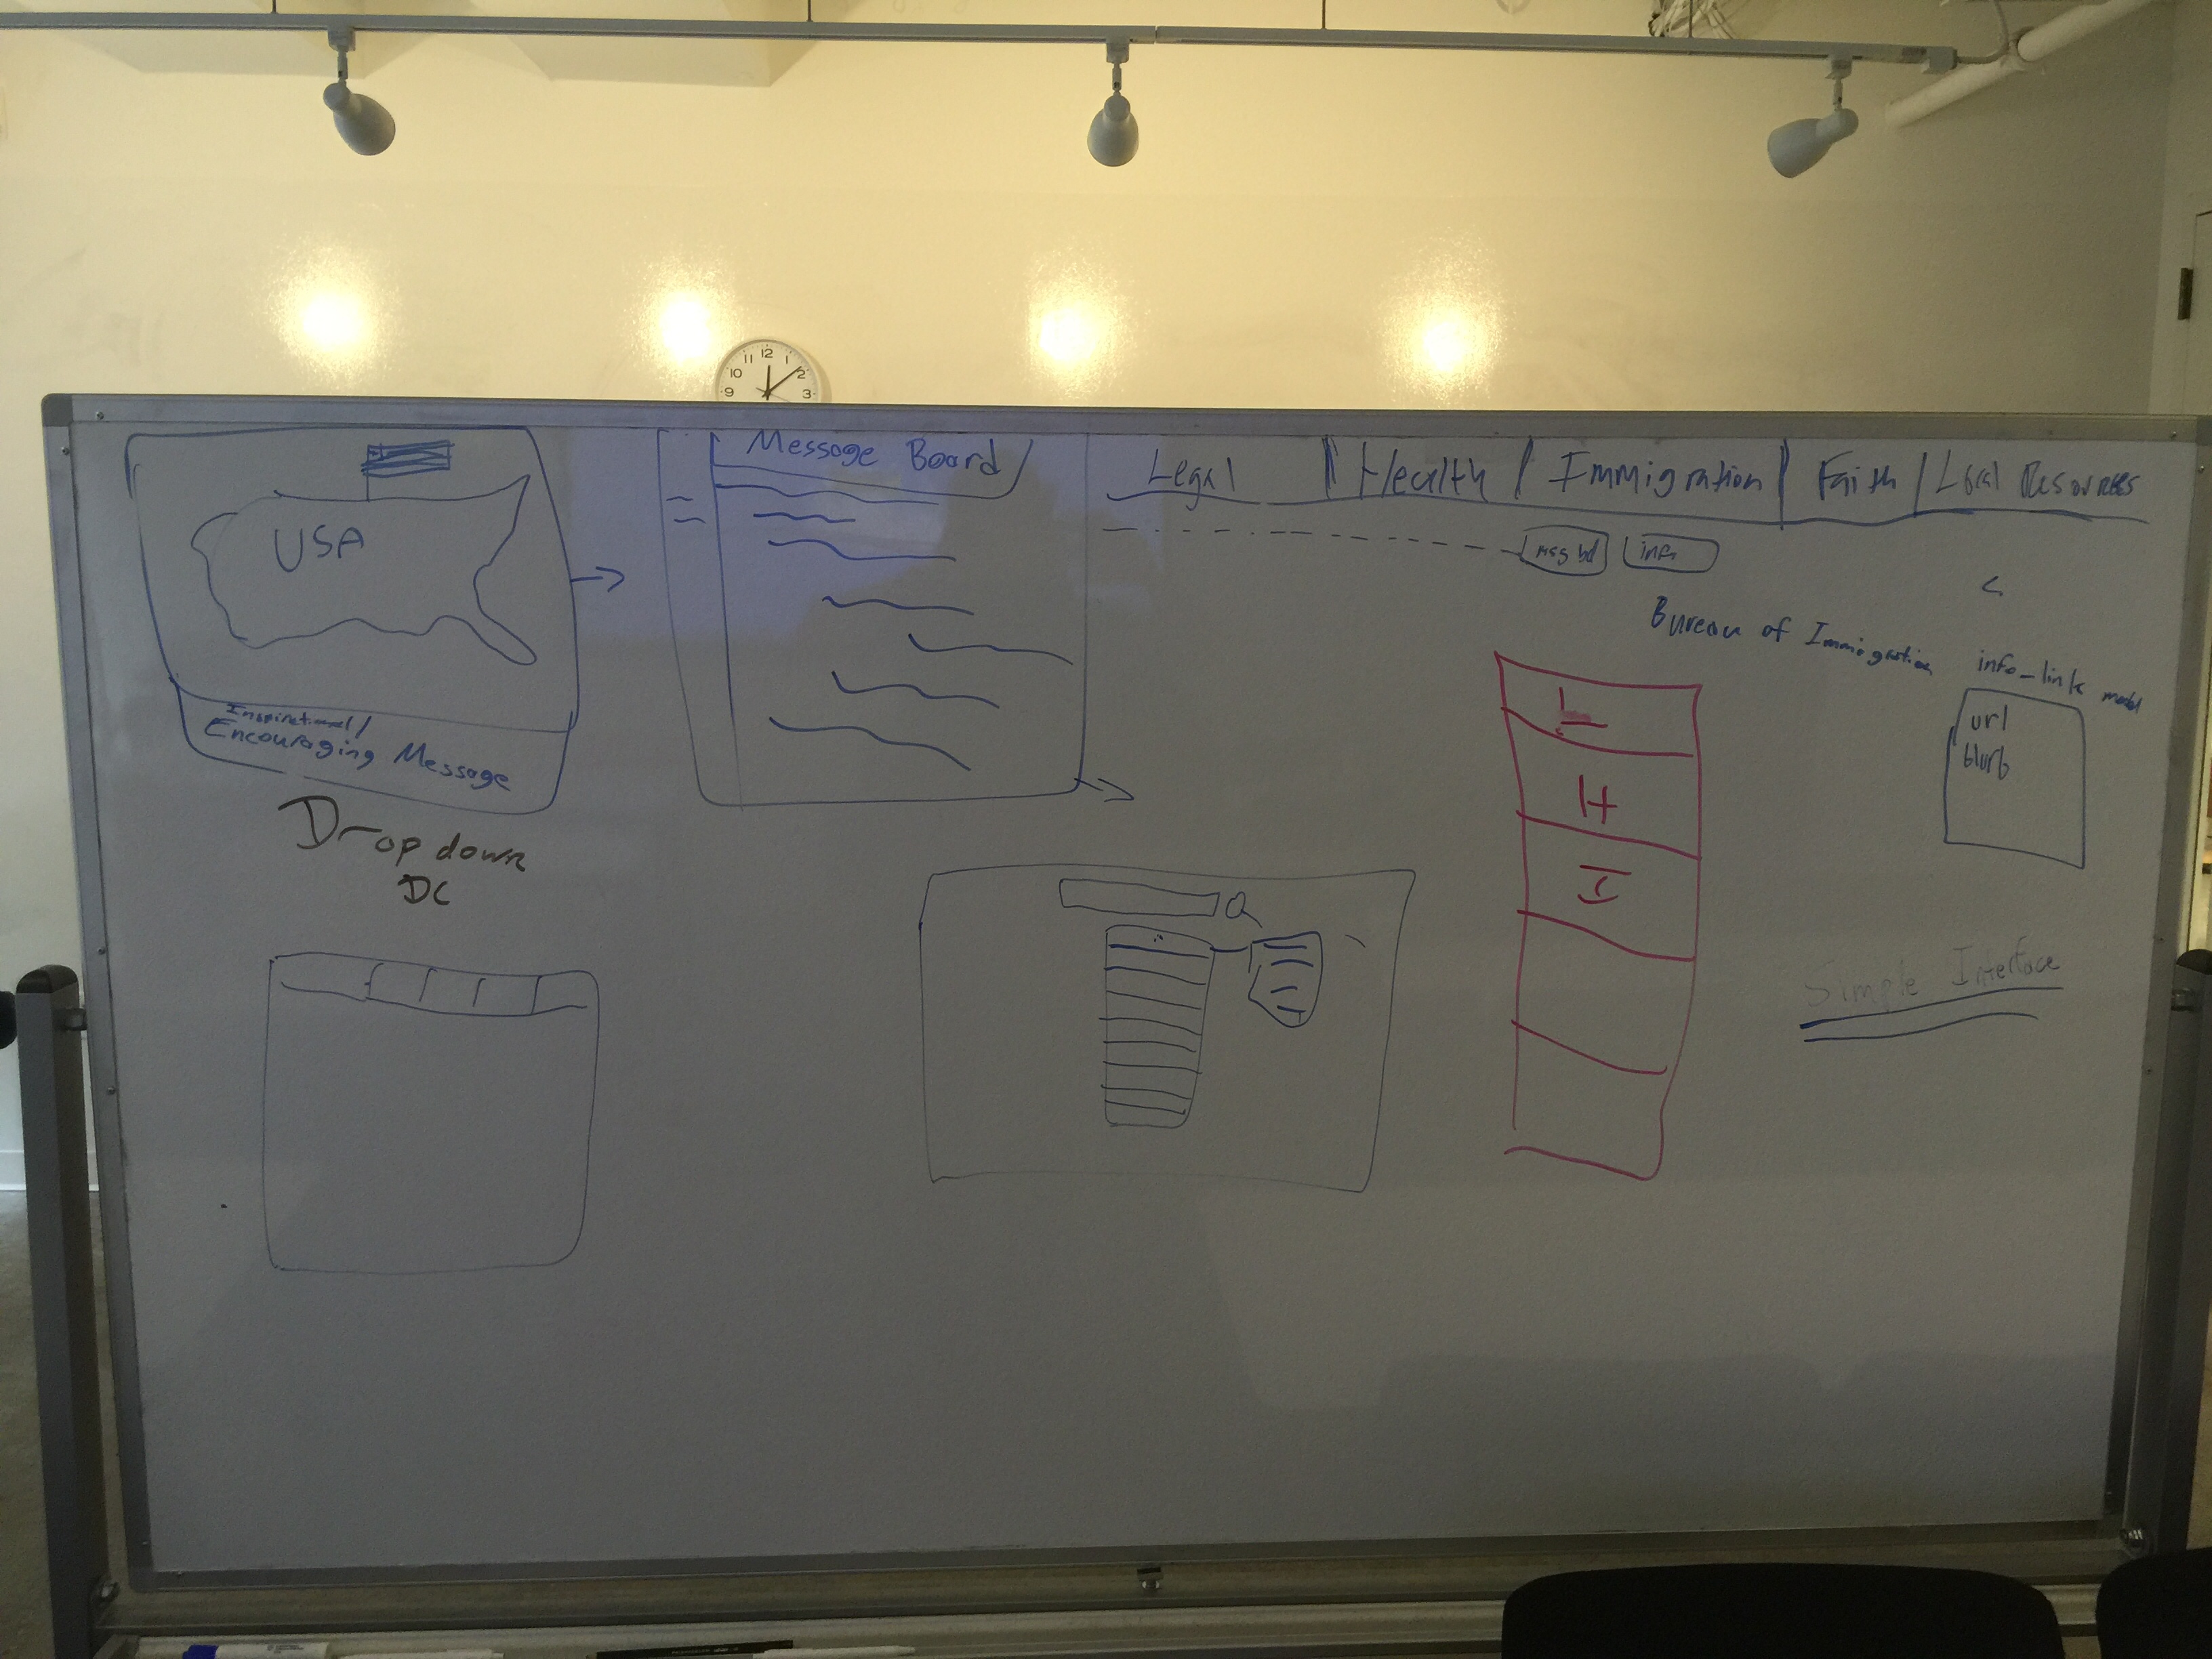 11 12 1
10 2
9 3
Message Board
Legal | Health | Immigration | Faith | Local Resources
USA
msg bd info
Bureau of Immigration
info_link model
url
blurb
Inspirational/
Encouraging Message
Drop down
DC
L
H
I
Simple Interface